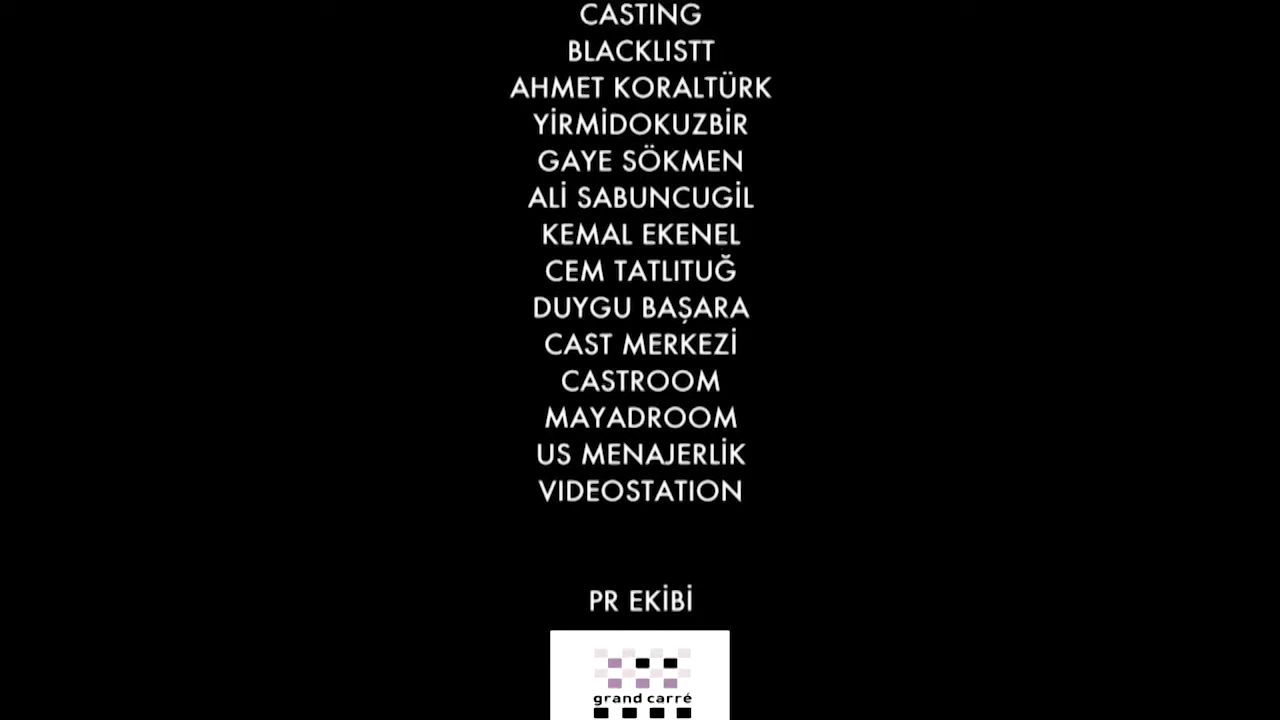 CASTING
BLACKLISTT
AHMET KORALTÜRK
YİRMİDOKUZBİR
GAYE SÖKMEN
ALİ SABUNCUGİL
KEMAL EKENEL
CEM TATLITUĞ
DUYGU BAŞARA
CAST MERKEZİ
CASTROOM
MAYADROOM
US MENAJERLİK
VIDEOSTATION
PR EKİBİ
grand carré